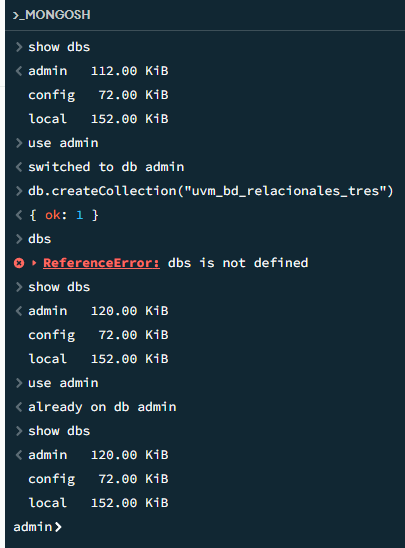 >_MONGOSH
> show dbs
< admin   112.00 KiB
config   72.00 KiB
local   152.00 KiB
> use admin
< switched to db admin
> db.createCollection("uvm_bd_relacionales_tres")
< { ok: 1 }
> dbs
ReferenceError: dbs is not defined
> show dbs
< admin   120.00 KiB
config   72.00 KiB
local   152.00 KiB
> use admin
< already on db admin
> show dbs
< admin   120.00 KiB
config   72.00 KiB
local   152.00 KiB
admin>